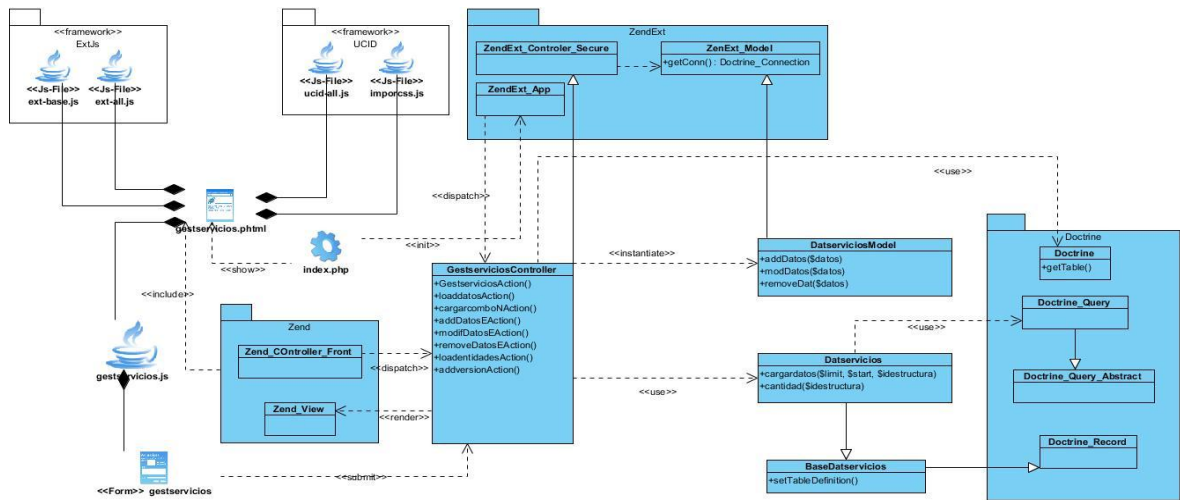 <<framework>>
ExtJs
<<Js-File>>
ext-base.js
<<Js-File>>
ext-all.js
<<framework>>
UCID
<<Js-File>>
ucid-all.js
<<Js-File>>
imporcss.js
ZendExt
ZendExt_Controler_Secure
ZenExt_Model
+getConn() : Doctrine_Connection
ZendExt_App
<<use>>
<<dispatch>>
gestservicios.phtml
<<init>>
index.php
<<show>>
<<instantiate>>
DatserviciosModel
+addDatos($datos)
+modDatos($datos)
+removeDat($datos)
Doctrine
Doctrine
+getTable()
GestserviciosController
+GestserviciosAction()
+loaddatosAction()
+cargarcomboNAction()
+addDatosEAction()
+modifDatosEAction()
+removeDatosEAction()
+loadentidadesAction()
+addversionAction()
<<include>>
Zend
Zend_COntroller_Front
<<dispatch>>
Zend_View
<<render>>
gestservicios.js
<<use>>
Doctrine_Query
Datservicios
+cargardatos($limit, $start, $idestructura)
+cantidad($idestructura)
<<use>>
Doctrine_Query_Abstract
Doctrine_Record
BaseDatservicios
+setTableDefinition()
<<submit>>
<<Form>> gestservicios